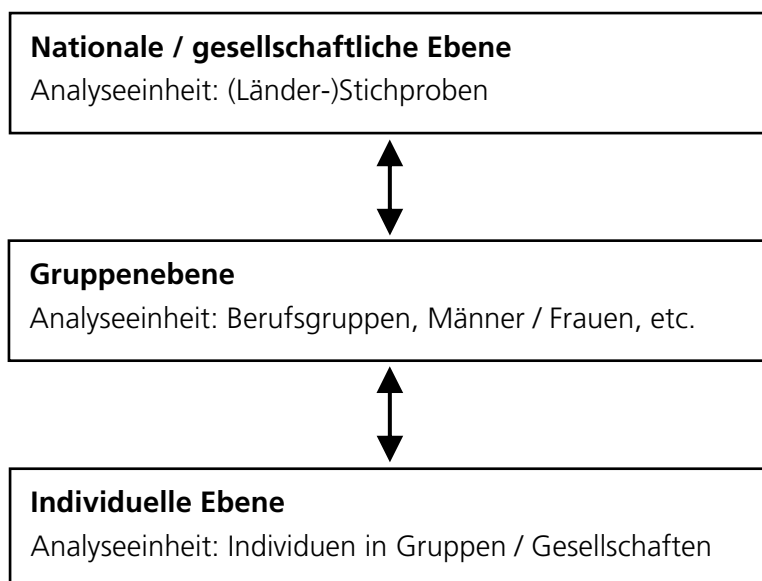 Nationale / gesellschaftliche Ebene
Analyseeinheit: (Länder-)Stichproben
Gruppenebene
Analyseeinheit: Berufsgruppen, Männer / Frauen, etc.
Individuelle Ebene
Analyseeinheit: Individuen in Gruppen / Gesellschaften